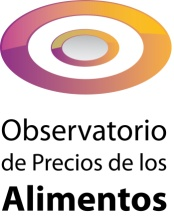 Observatorio
de Precios de los
Alimentos